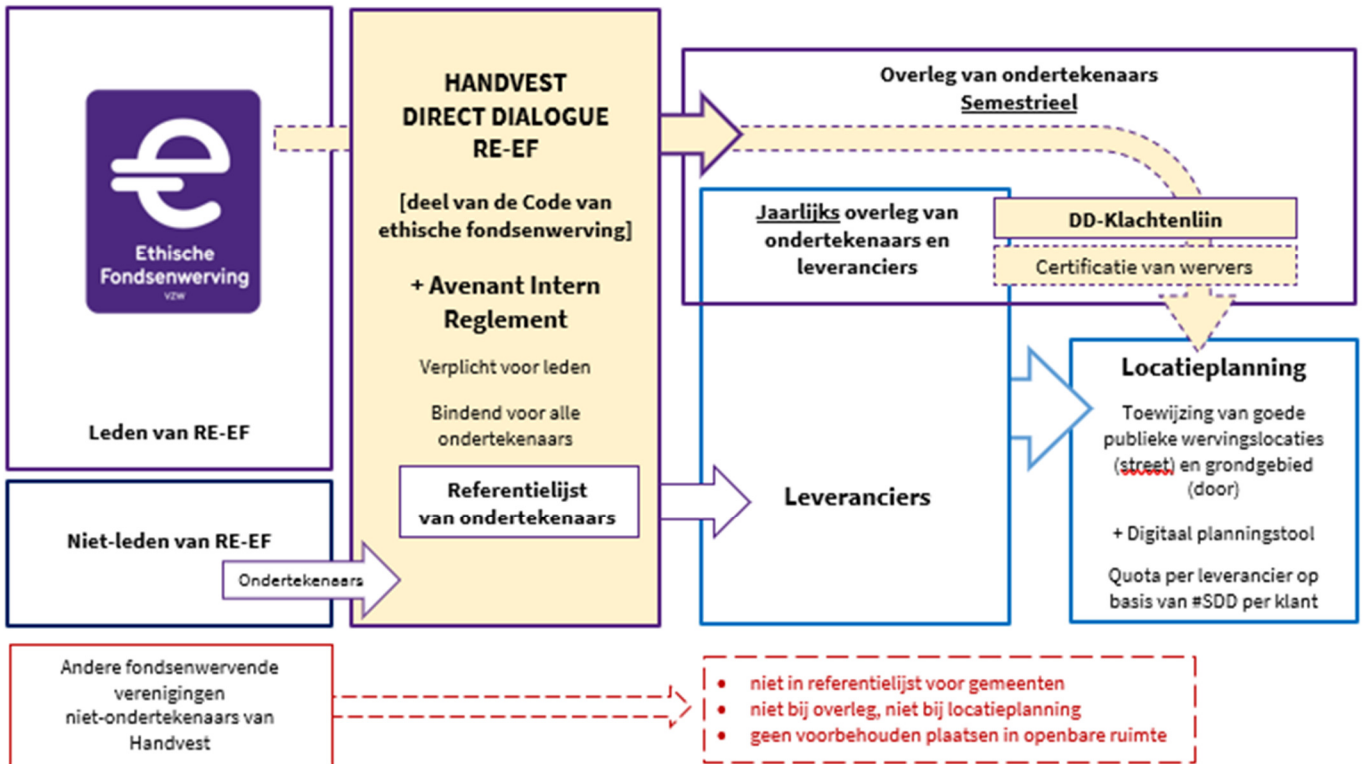 Ethische
Fondsenwerving
vzw
Leden van RE-EF
Niet-leden van RE-EF
Ondertekenaars
HANDVEST
DIRECT DIALOGUE
RE-EF
[deel van de Code van
ethische fondsenwerving]
+ Avenant Intern
Reglement
Verplicht voor leden
Bindend voor alle
ondertekenaars
Referentielijst
van ondertekenaars
Overleg van ondertekenaars
Semestrieel
Jaarlijks overleg van
ondertekenaars en
leveranciers
DD-Klachtenliin
Certificatie van wervers
Leveranciers
Locatieplanning
Toewijzing van goede
publieke wervingslocaties
(street) en grondgebied
(door)
+ Digitaal planningstool
Quota per leverancier op
basis van #SDD per klant
Andere fondsenwervende
verenigingen
niet-ondertekenaars van
Handvest
• niet in referentielijst voor gemeenten
• niet bij overleg, niet bij locatieplanning
• geen voorbehouden plaatsen in openbare ruimte